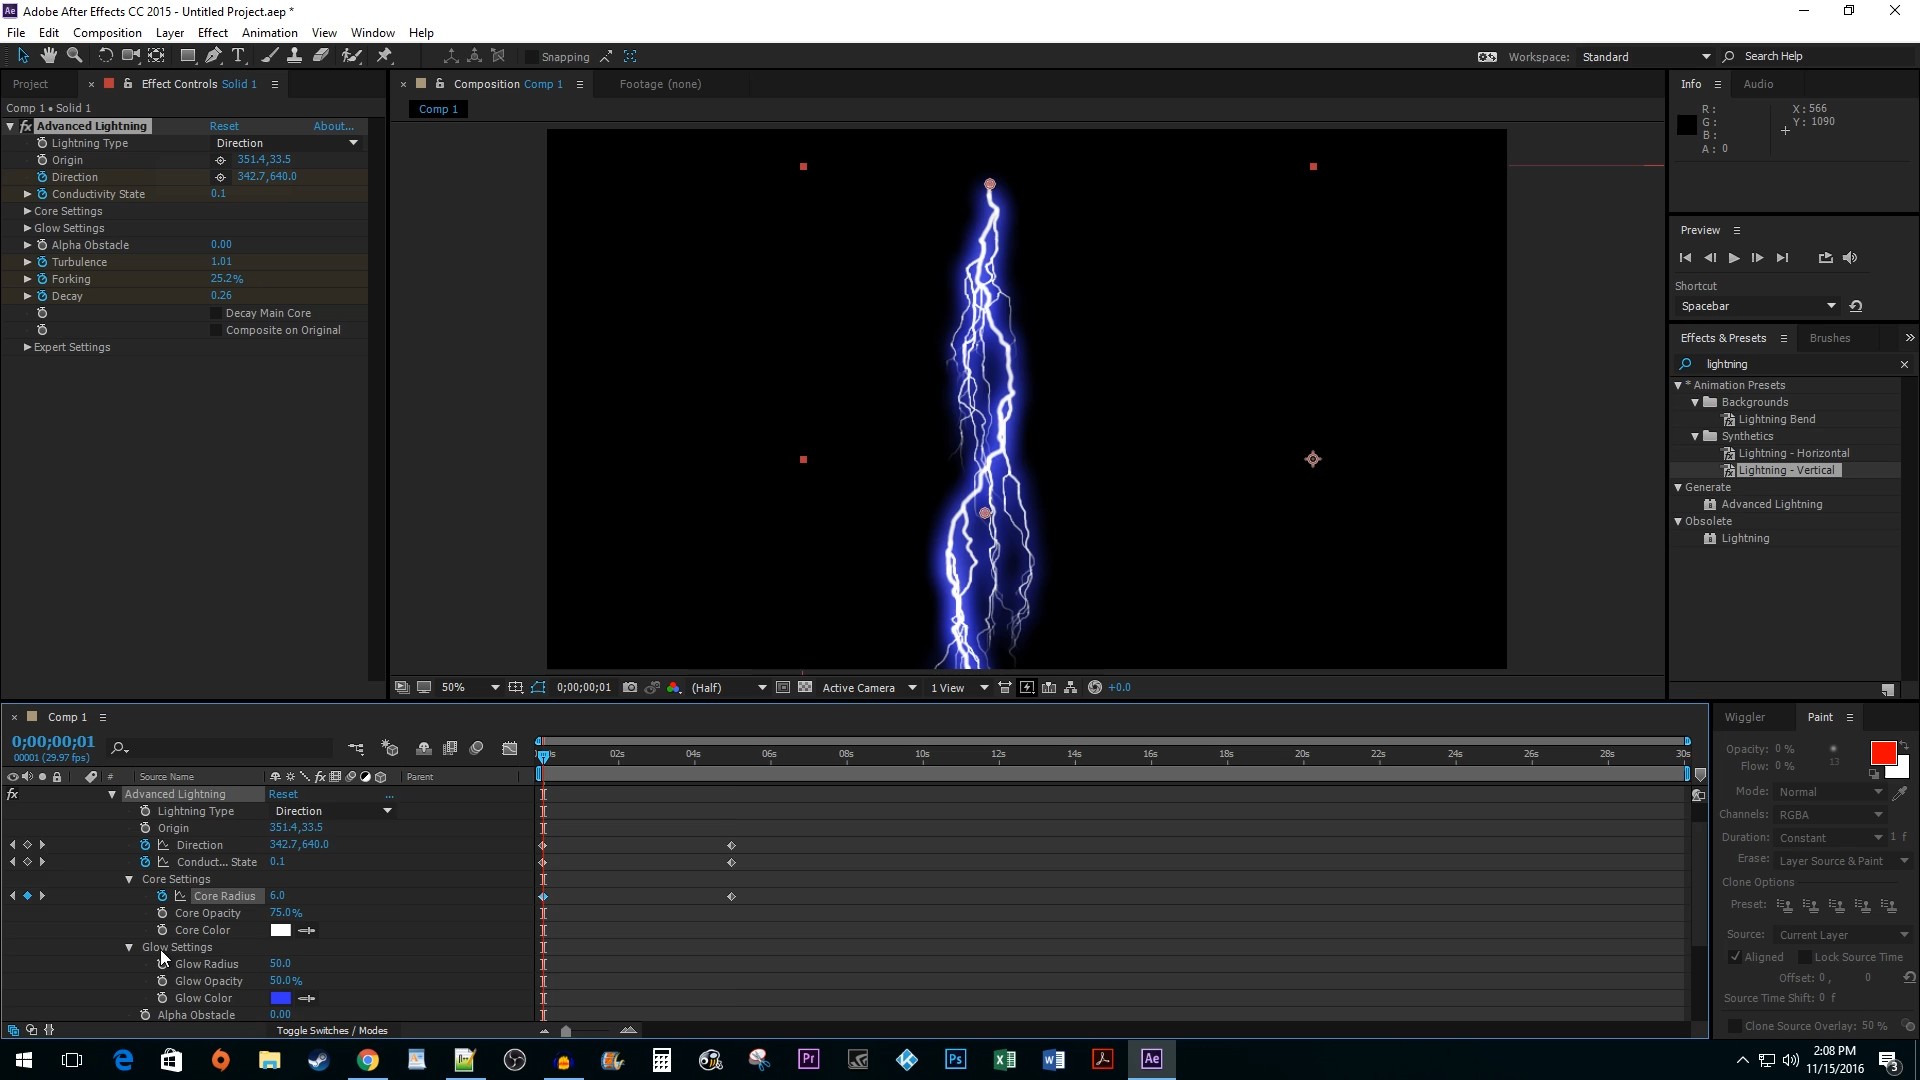 Adobe After Effects CC 2015 - Untitled Project.aep *
File Edit Composition Layer Effect Animation View Window Help
Snapping
Workspace: Standard
Search Help
Project
Effect Controls Solid 1
Comp 1 • Solid 1
fx Advanced Lightning Reset About...
Lightning Type Direction
Origin 351.4,33.5
Direction 342.7,640.0
Conductivity State 0.1
Core Settings
Glow Settings
Alpha Obstacle 0.00
Turbulence 1.01
Forking 25.2%
Decay 0.26
Decay Main Core
Composite on Original
Expert Settings
Composition Comp 1
Footage (none)
Comp 1
50%
0;00;00;01
(Half)
Active Camera
1 View
+0.0
Info
Audio
R:
G:
B:
A: 0
X: 566
Y: 1090
Preview
Shortcut
Spacebar
Effects & Presets
Brushes
lightning
* Animation Presets
Backgrounds
Lightning Bend
Synthetics
Lightning - Horizontal
Lightning - Vertical
Generate
Advanced Lightning
Obsolete
Lightning
Comp 1
0;00;00;01
00001 (29.97 fps)
02s 04s 06s 08s 10s 12s 14s 16s 18s 20s 22s 24s 26s 28s 30s
# Source Name
fx
Parent
fx Advanced Lightning Reset ...
Lightning Type Direction
Origin 351.4,33.5
Direction 342.7,640.0
Conduct... State 0.1
Core Settings
Core Radius 6.0
Core Opacity 75.0%
Core Color
Glow Settings
Glow Radius 50.0
Glow Opacity 50.0%
Glow Color
Alpha Obstacle 0.00
Toggle Switches / Modes
Wiggler
Paint
Opacity: 0 %
Flow: 0 %
13
Mode: Normal
Channels: RGBA
Duration: Constant 1 f
Erase: Layer Source & Paint
Clone Options
Preset:
Source: Current Layer
Aligned Lock Source Time
Offset: 0 , 0
Source Time Shift: 0 f
Clone Source Overlay: 50 %
Pr
Ps
Ae
2:08 PM
11/15/2016
3